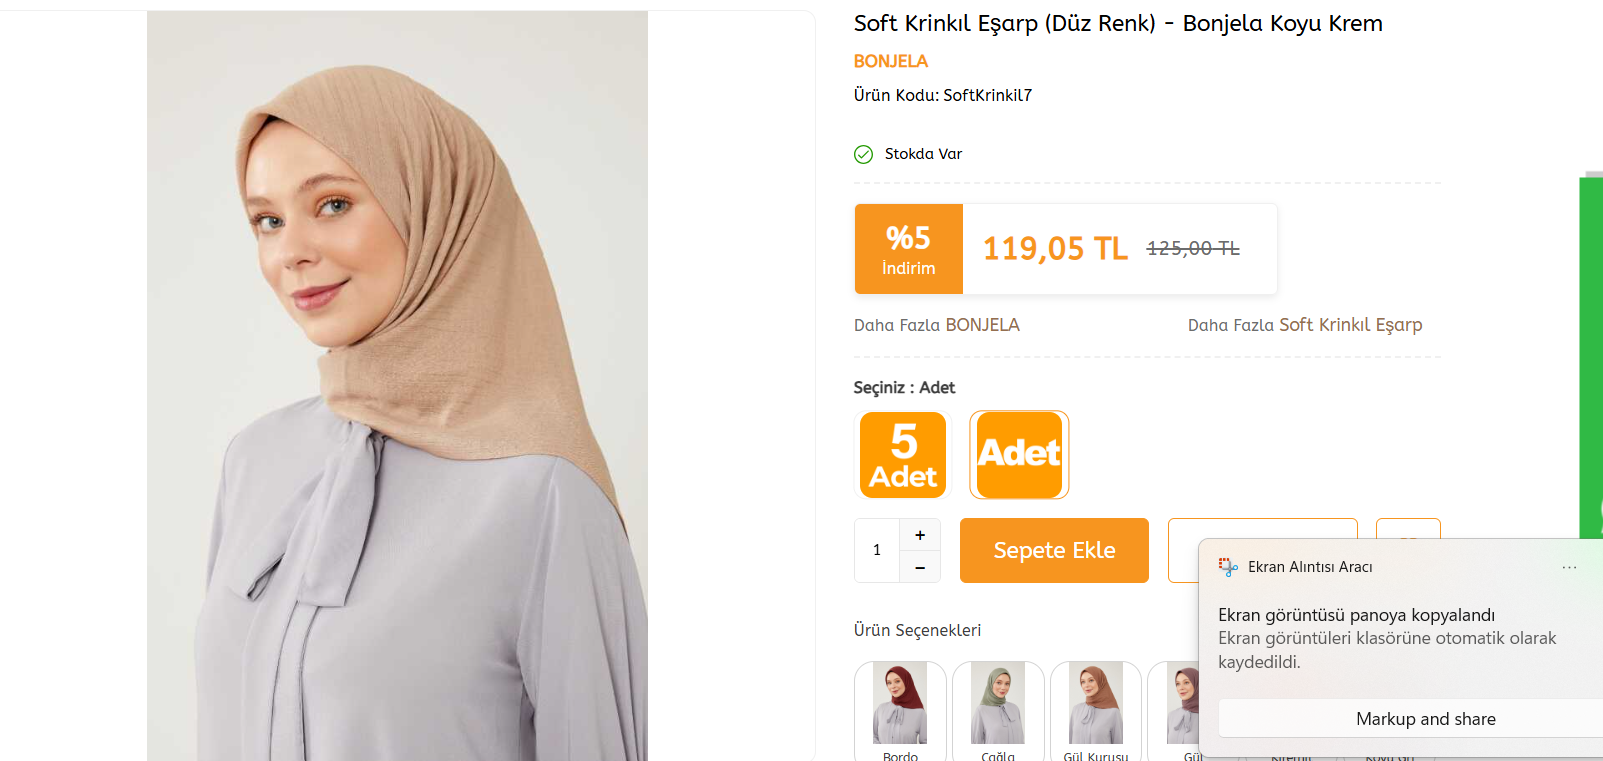 Soft Krinkıl Eşarp (Düz Renk) - Bonjela Koyu Krem
BONJELA
Ürün Kodu: SoftKrinkil7
Stokda Var
%5
İndirim
119,05 TL
125,00 TL
Daha Fazla BONJELA
Daha Fazla Soft Krinkıl Eşarp
Seçiniz : Adet
5
Adet
Adet
1
+
−
Sepete Ekle
Ürün Seçenekleri
Bordo
Çağla
Gül Kurusu
Gül
Ekran Alıntısı Aracı
...
Ekran görüntüsü panoya kopyalandı
Ekran görüntüleri klasörüne otomatik olarak
kaydedildi.
Markup and share